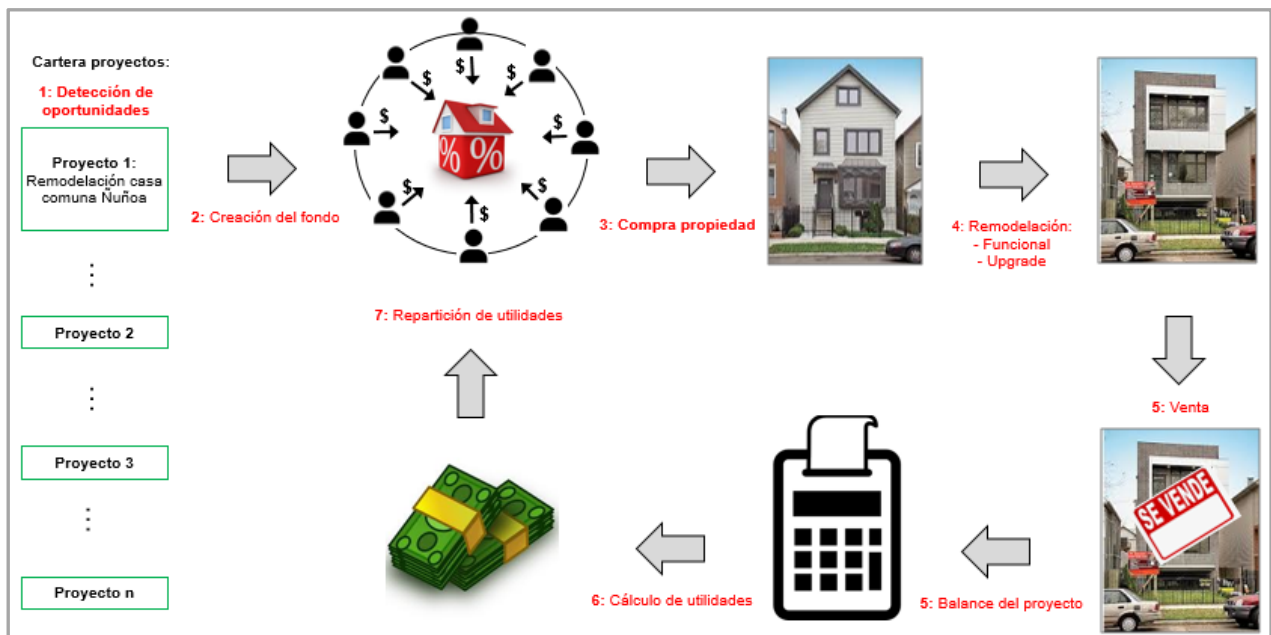 Cartera proyectos:
1: Detección de
oportunidades
Proyecto 1:
Remodelación casa
comuna Ñuñoa
⋮
Proyecto 2
⋮
Proyecto 3
⋮
Proyecto n
2: Creación del fondo
$
$
$
$
$
$
$
$
% %
3: Compra propiedad
4: Remodelación:
- Funcional
- Upgrade
5: Venta
SE VENDE
5: Balance del proyecto
6: Cálculo de utilidades
7: Repartición de utilidades